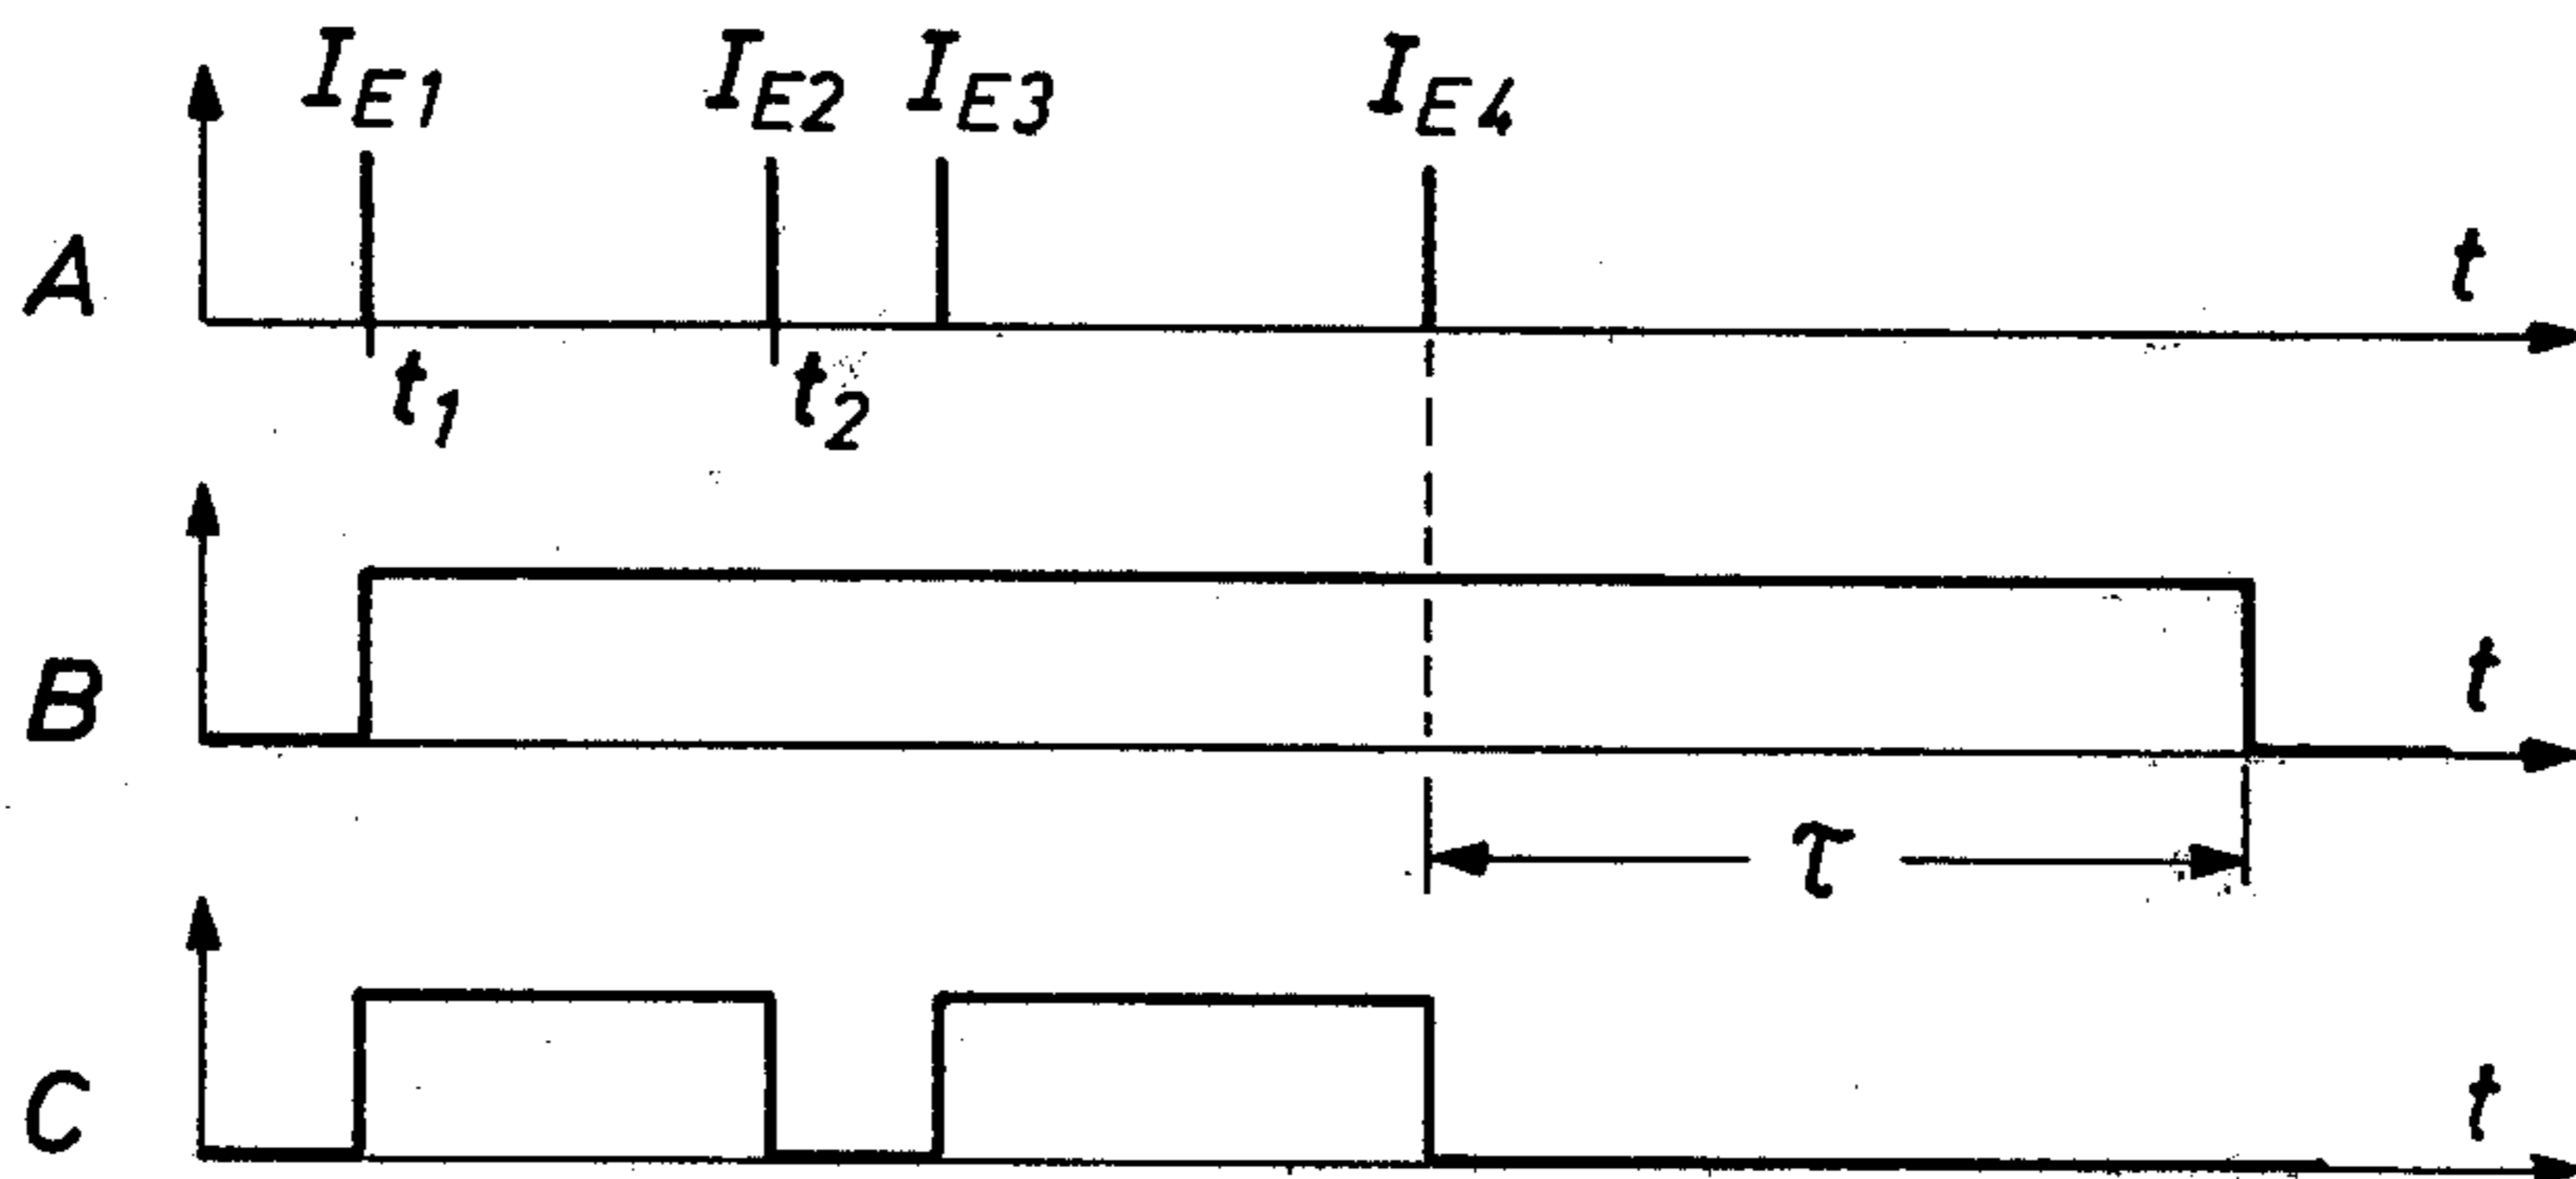 I_E1 I_E2 I_E3 I_E4
A t
t_1 t_2
B t
τ
C t